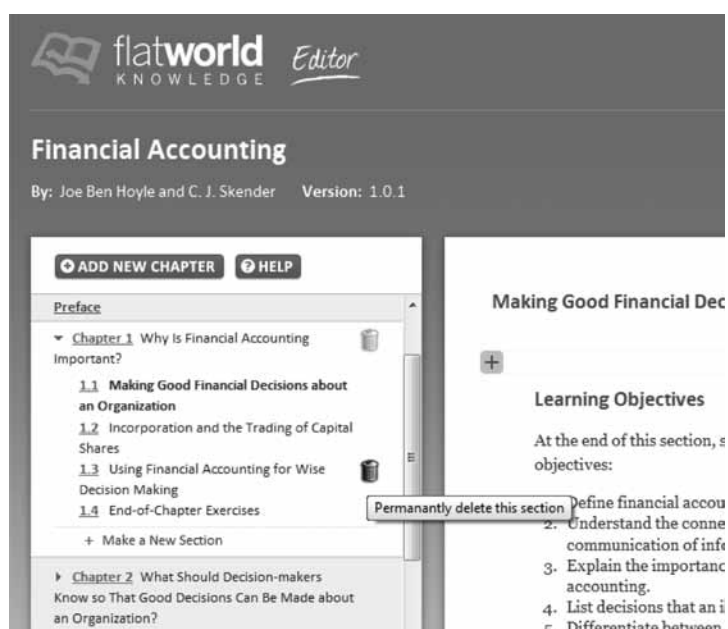 flatworld
KNOWLEDGE
Editor
Financial Accounting
By: Joe Ben Hoyle and C. J. Skender Version: 1.0.1
ADD NEW CHAPTER
HELP
Preface
Chapter 1 Why Is Financial Accounting
Important?
1.1 Making Good Financial Decisions about
an Organization
1.2 Incorporation and the Trading of Capital
Shares
1.3 Using Financial Accounting for Wise
Decision Making
1.4 End-of-Chapter Exercises
+ Make a New Section
Chapter 2 What Should Decision-makers
Know so That Good Decisions Can Be Made about
an Organization?
Permanantly delete this section
Making Good Financial Dec
+
Learning Objectives
At the end of this section, s
objectives:
Define financial accou
2. Understand the conne
communication of info
3. Explain the importanc
accounting.
4. List decisions that an i
5. Differentiate between